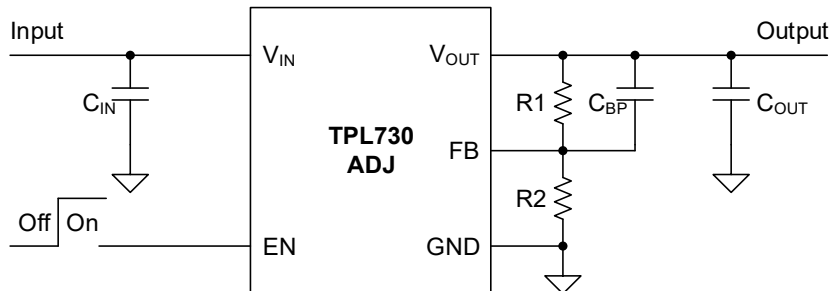 Input
Output
V_IN
V_OUT
C_IN
R1
C_BP
C_OUT
TPL730
ADJ
FB
R2
Off
On
EN
GND